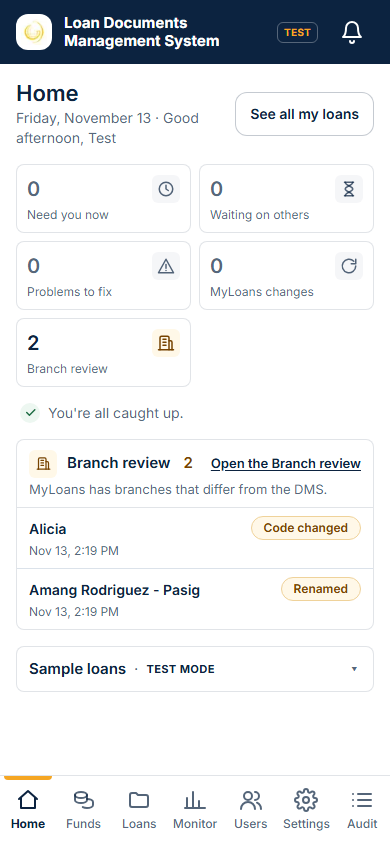 Loan Documents
Management System
TEST
Home
Friday, November 13 · Good
afternoon, Test
See all my loans
0
Need you now
0
Waiting on others
0
Problems to fix
0
MyLoans changes
2
Branch review
You're all caught up.
Branch review 2 Open the Branch review
MyLoans has branches that differ from the DMS.
Alicia Code changed
Nov 13, 2:19 PM
Amang Rodriguez - Pasig Renamed
Nov 13, 2:19 PM
Sample loans · TEST MODE
Home Funds Loans Monitor Users Settings Audit